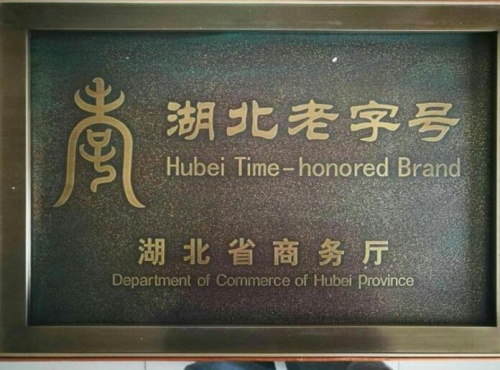 湖北老字号
Hubei Time-honored Brand
湖北省商务厅
Department of Commerce of Hubei Province